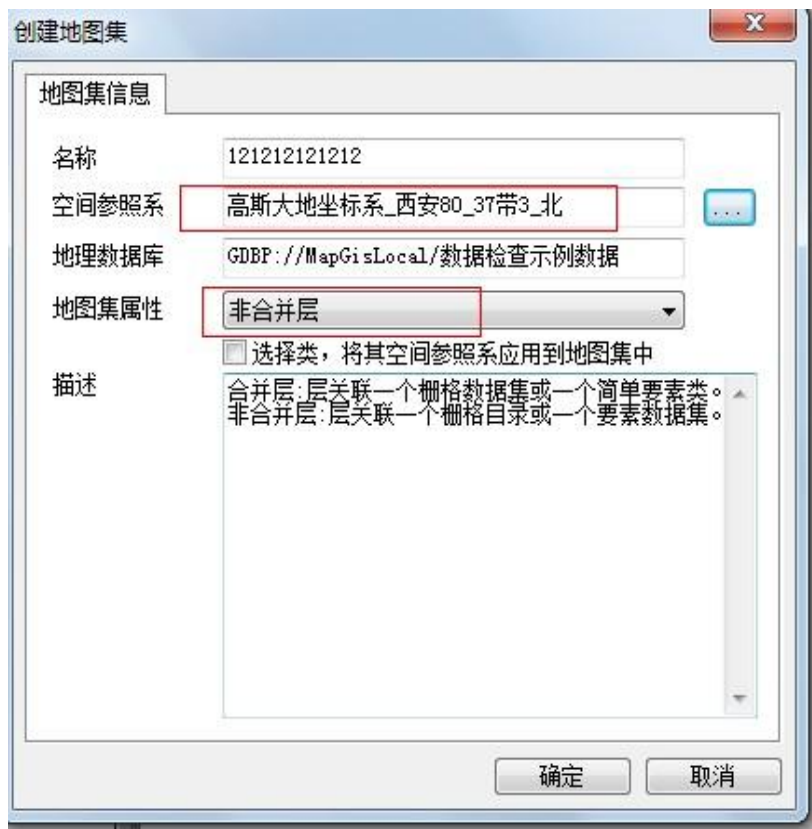 创建地图集
地图集信息
名称 121212121212
空间参照系 高斯大地坐标系_西安80_37带3_北 ...
地理数据库 GDBP://MapGisLocal/数据检查示例数据
地图集属性 非合并层
选择类，将其空间参照系应用到地图集中
描述 合并层:层关联一个栅格数据集或一个简单要素类。
非合并层:层关联一个栅格目录或一个要素数据集。
确定 取消